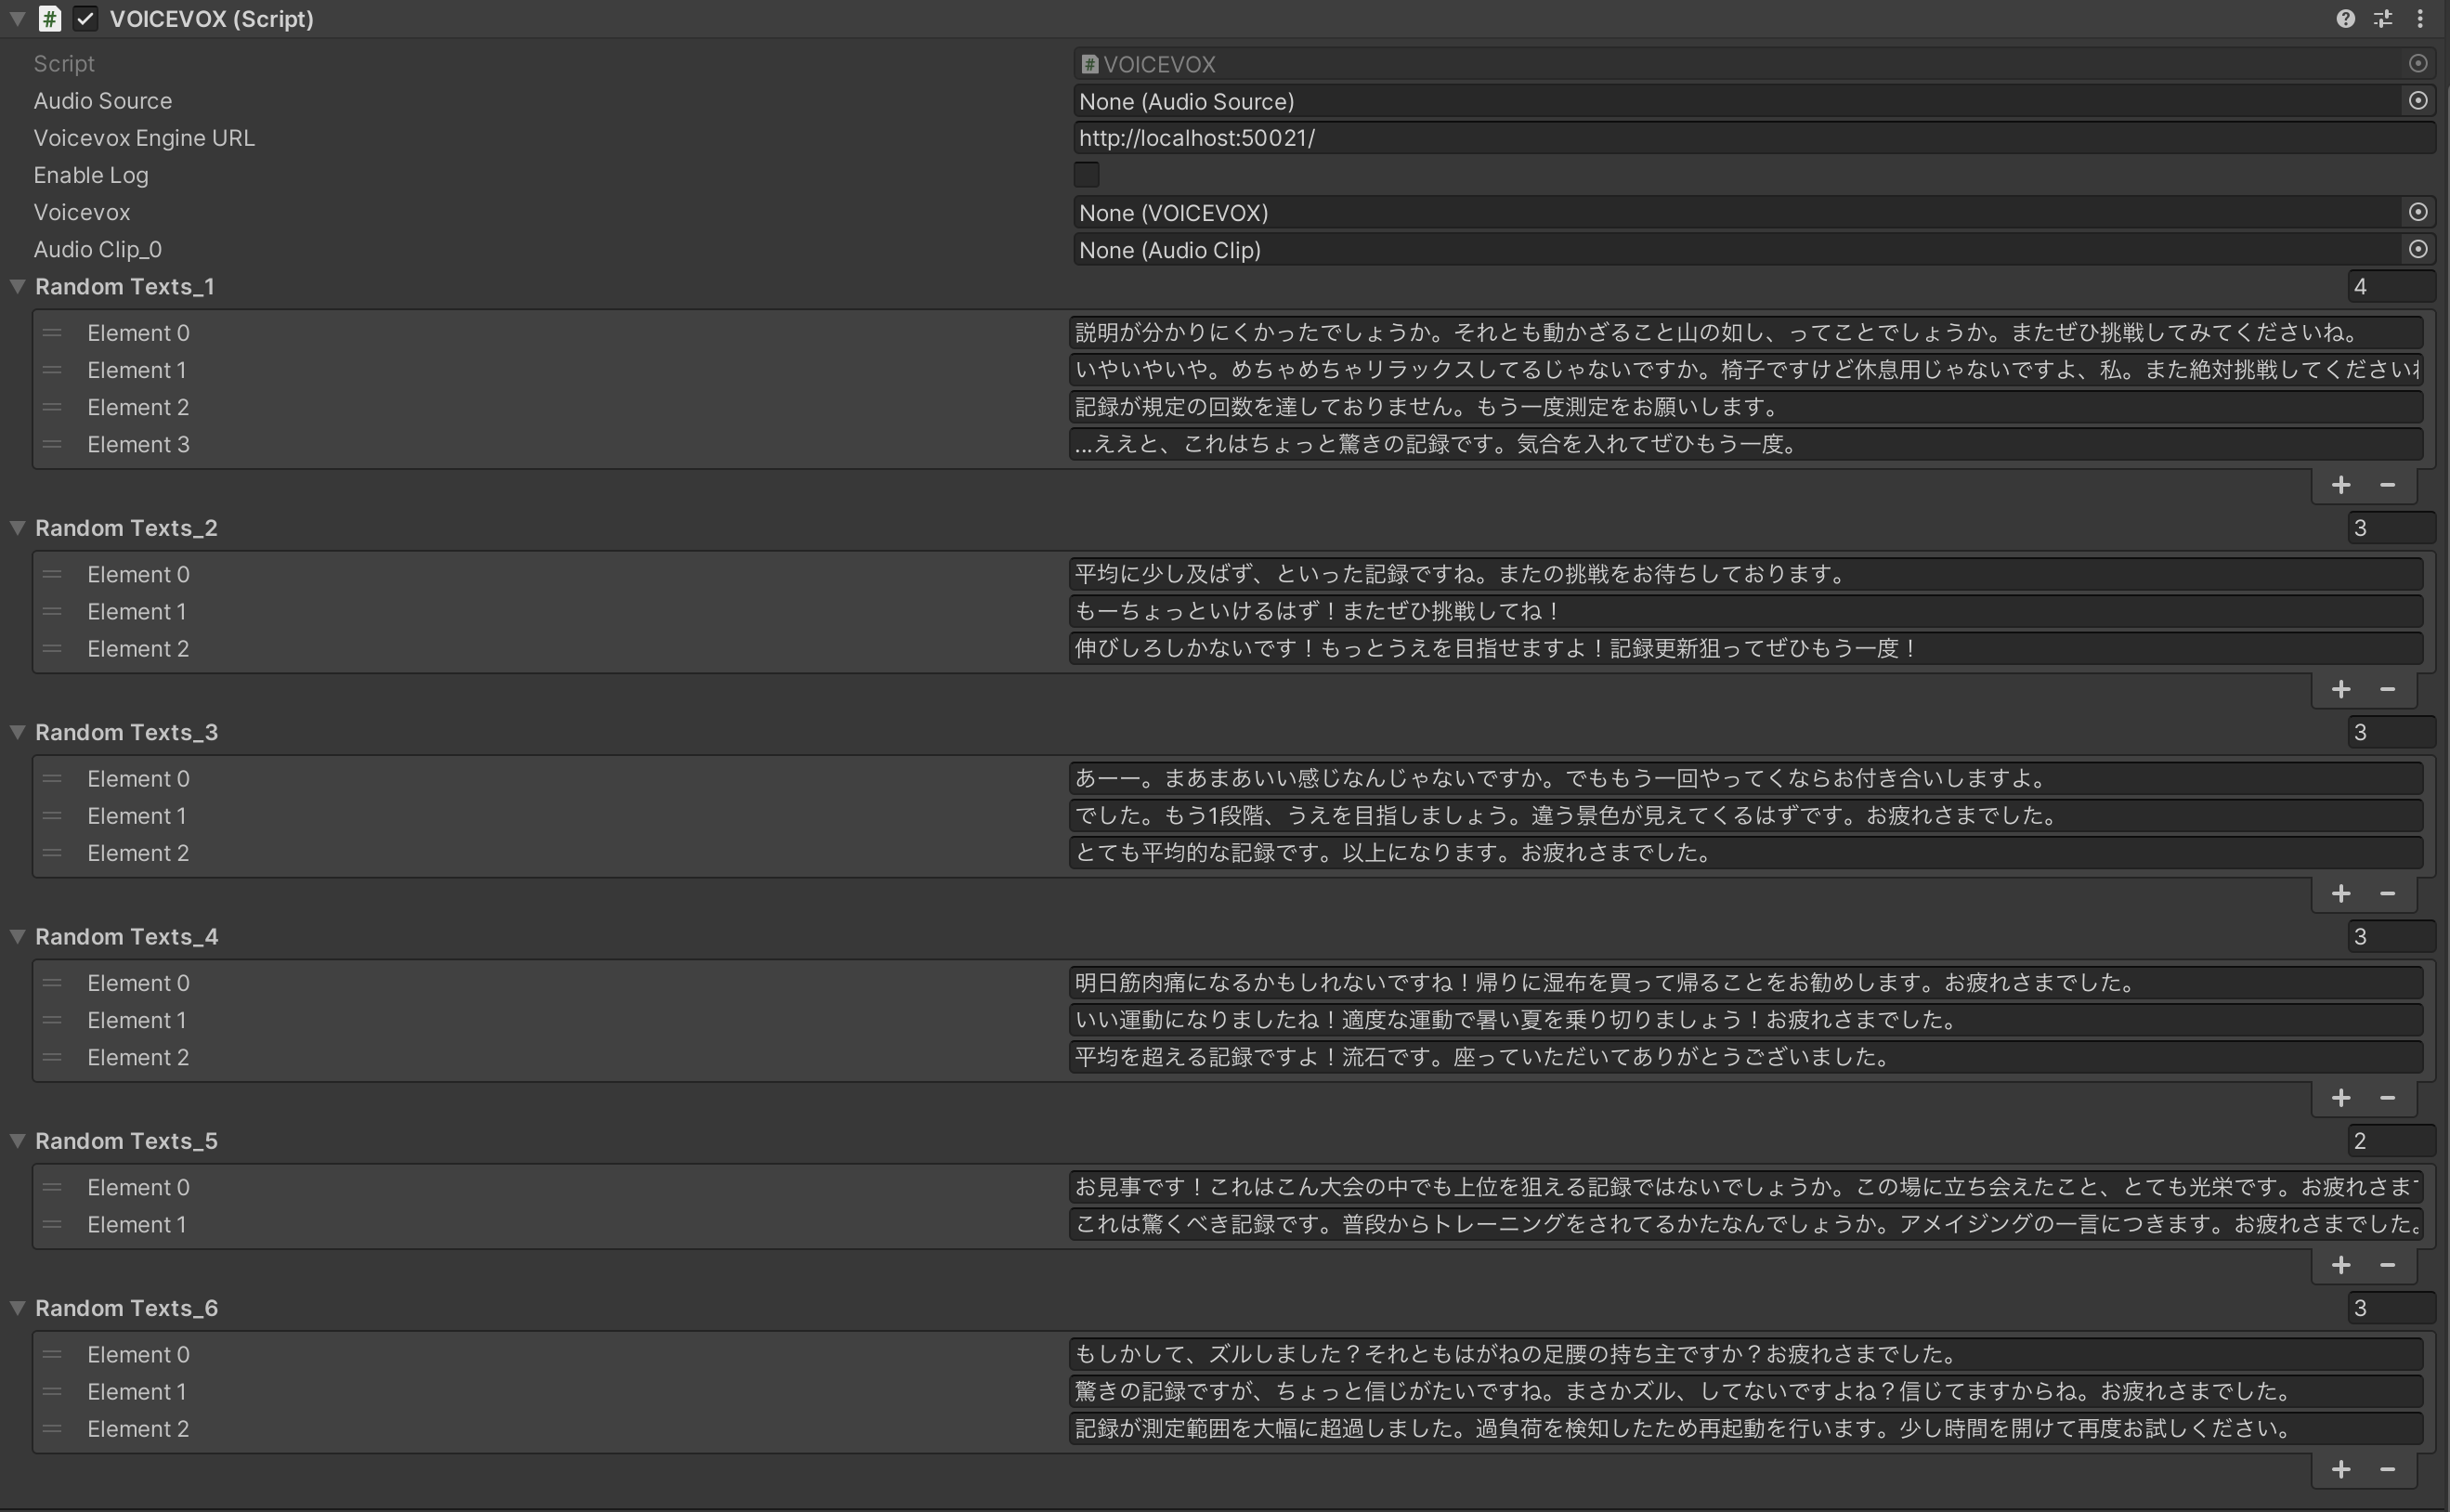 VOICEVOX (Script)
Script VOICEVOX
Audio Source None (Audio Source)
Voicevox Engine URL http://localhost:50021/
Enable Log
Voicevox None (VOICEVOX)
Audio Clip_0 None (Audio Clip)
Random Texts_1 4
Element 0 説明が分かりにくかったでしょうか。それとも動かざること山の如し、ってことでしょうか。またぜひ挑戦してみてくださいね。
Element 1 いやいやいや。めちゃめちゃリラックスしてるじゃないですか。椅子ですけど休息用じゃないですよ、私。また絶対挑戦してください
Element 2 記録が規定の回数を達しておりません。もう一度測定をお願いします。
Element 3 …ええと、これはちょっと驚きの記録です。気合を入れてぜひもう一度。
Random Texts_2 3
Element 0 平均に少し及ばず、といった記録ですね。またの挑戦をお待ちしております。
Element 1 もーちょっといけるはず！またぜひ挑戦してね！
Element 2 伸びしろしかないです！もっとうえを目指せますよ！記録更新狙ってぜひもう一度！
Random Texts_3 3
Element 0 あーー。まあまあいい感じなんじゃないですか。でももう一回やってくならお付き合いしますよ。
Element 1 でした。もう1段階、うえを目指しましょう。違う景色が見えてくるはずです。お疲れさまでした。
Element 2 とても平均的な記録です。以上になります。お疲れさまでした。
Random Texts_4 3
Element 0 明日筋肉痛になるかもしれないですね！帰りに湿布を買って帰ることをお勧めします。お疲れさまでした。
Element 1 いい運動になりましたね！適度な運動で暑い夏を乗り切りましょう！お疲れさまでした。
Element 2 平均を超える記録ですよ！流石です。座っていただいてありがとうございました。
Random Texts_5 2
Element 0 お見事です！これはこん大会の中でも上位を狙える記録ではないでしょうか。この場に立ち会えたこと、とても光栄です。お疲れさま
Element 1 これは驚くべき記録です。普段からトレーニングをされてるかたなんでしょうか。アメイジングの一言につきます。お疲れさまでした。
Random Texts_6 3
Element 0 もしかして、ズルしました？それともはがねの足腰の持ち主ですか？お疲れさまでした。
Element 1 驚きの記録ですが、ちょっと信じがたいですね。まさかズル、してないですよね？信じてますからね。お疲れさまでした。
Element 2 記録が測定範囲を大幅に超過しました。過負荷を検知したため再起動を行います。少し時間を開けて再度お試しください。